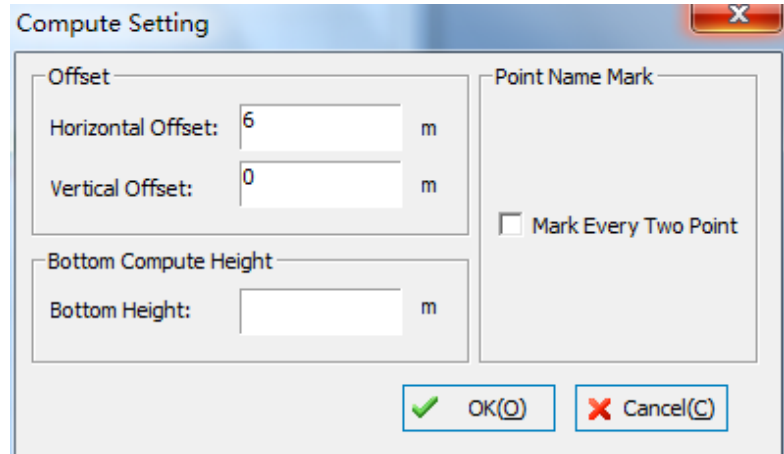 Compute Setting
X
Offset
Horizontal Offset: 6 m
Vertical Offset: 0 m
Bottom Compute Height
Bottom Height: m
Point Name Mark
Mark Every Two Point
OK(O)
Cancel(C)